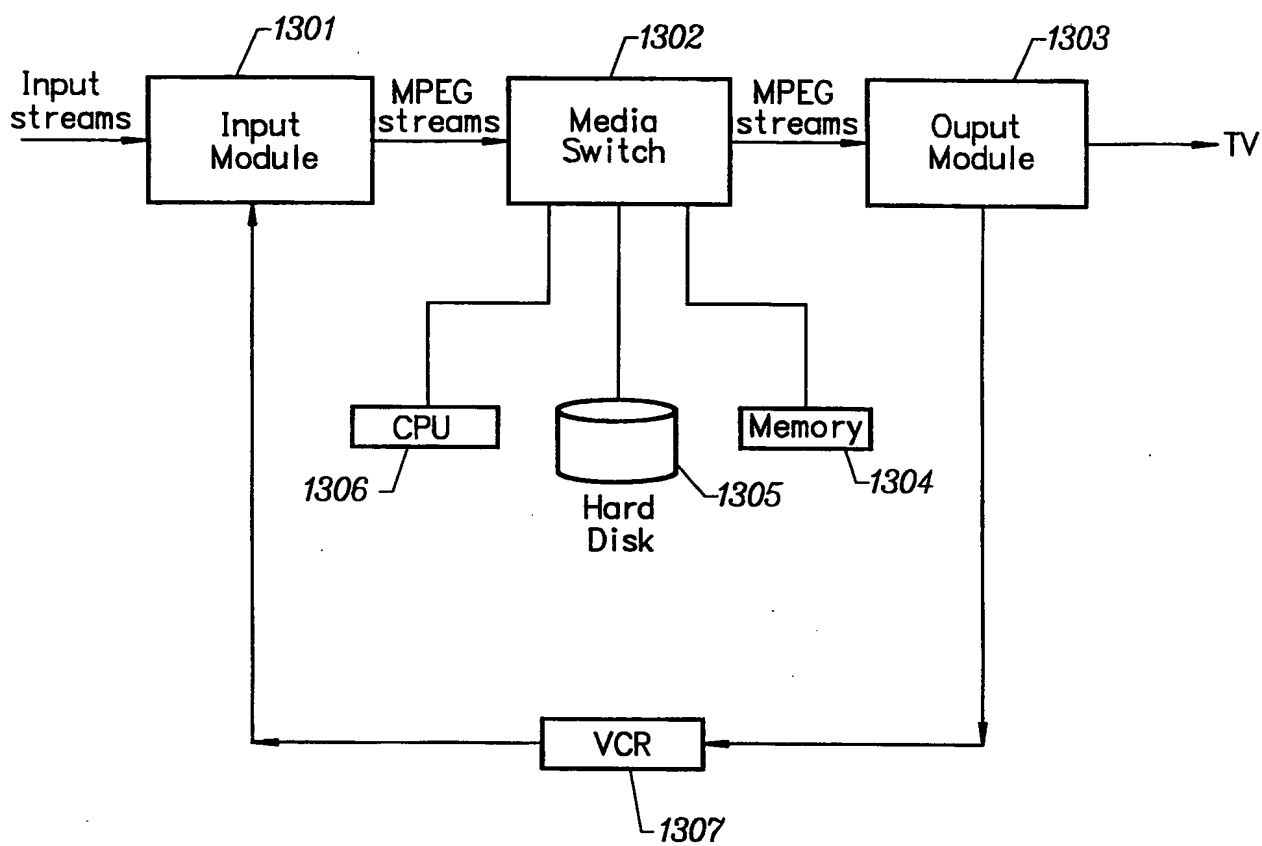 1301
1302
1303
Input
streams
Input
Module
MPEG
streams
Media
Switch
MPEG
streams
Ouput
Module
TV
CPU
1306
Hard
Disk
1305
Memory
1304
VCR
1307